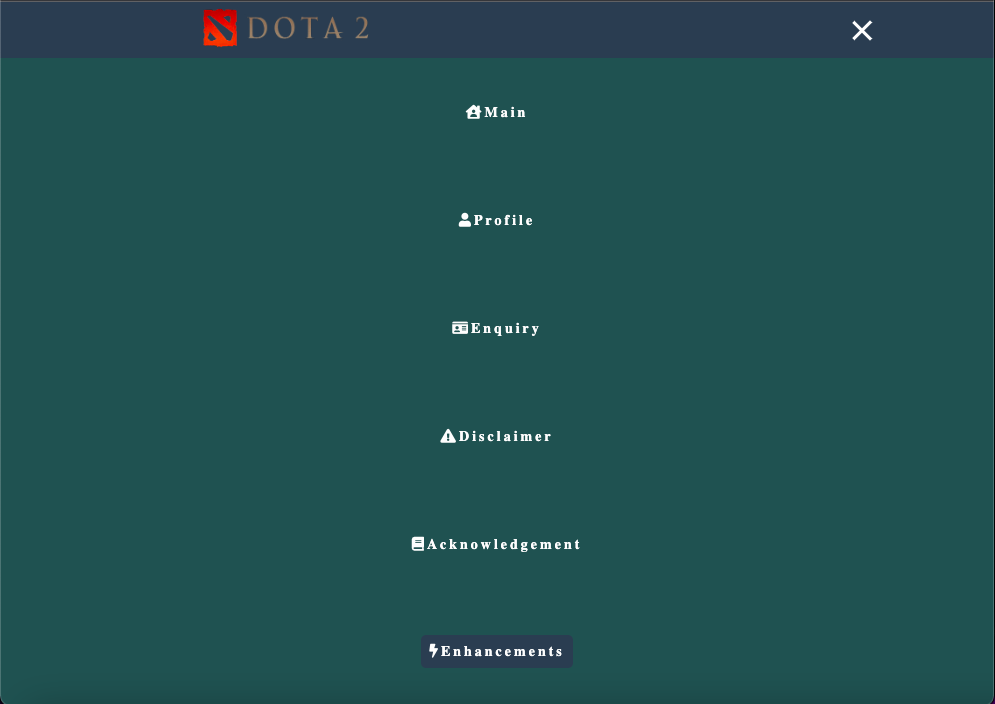 DOTA 2
Main
Profile
Enquiry
Disclaimer
Acknowledgement
Enhancements